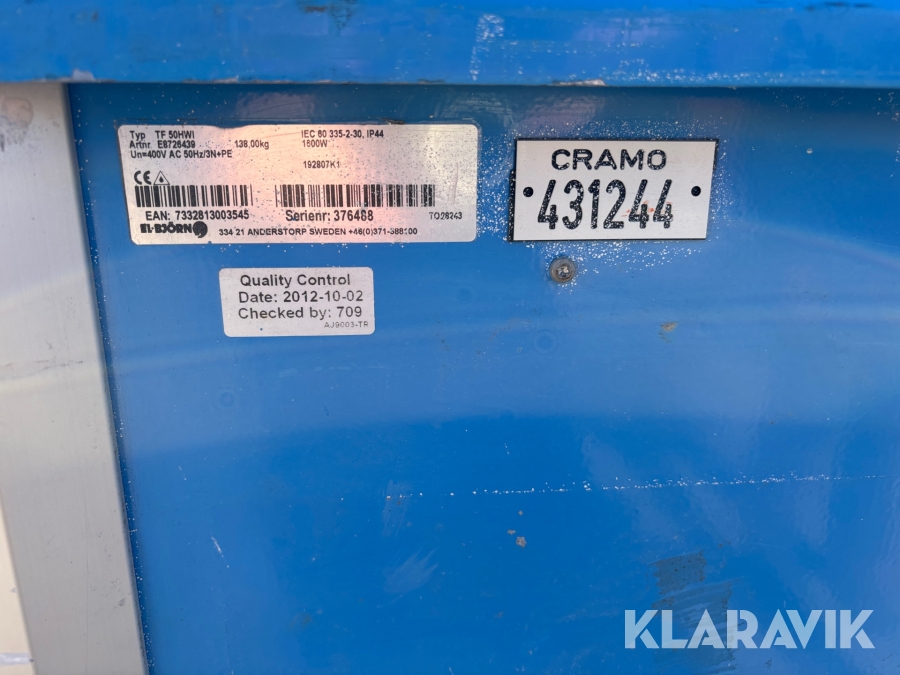 Typ TF 50HWI IEC 60 335-2-30, IP44
Artnr E8726439 138,00kg 1600W
Un=400V AC 50Hz/3N+PE
192807K1
CE
EAN: 7332813003545 Serienr: 376468 TO28243
EL-BJÖRN 334 21 ANDERSTORP SWEDEN +46(0)371-588100
CRAMO
431244
Quality Control
Date: 2012-10-02
Checked by: 709
AJ9003-TR
KLARAVIK